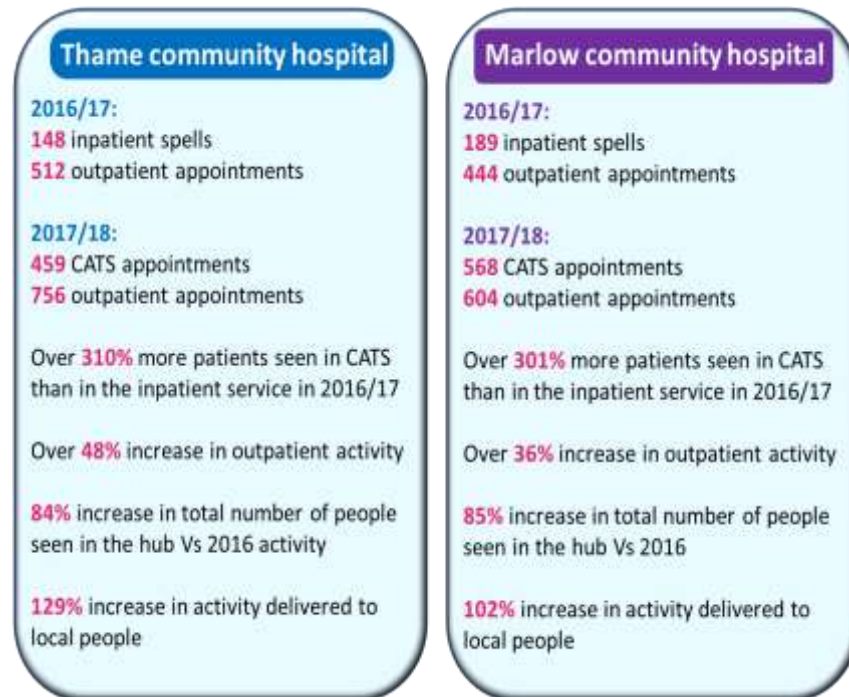 Thame community hospital
2016/17:
148 inpatient spells
512 outpatient appointments
2017/18:
459 CATS appointments
756 outpatient appointments
Over 310% more patients seen in CATS
than in the inpatient service in 2016/17
Over 48% increase in outpatient activity
84% increase in total number of people
seen in the hub Vs 2016 activity
129% increase in activity delivered to
local people
Marlow community hospital
2016/17:
189 inpatient spells
444 outpatient appointments
2017/18:
568 CATS appointments
604 outpatient appointments
Over 301% more patients seen in CATS
than in the inpatient service in 2016/17
Over 36% increase in outpatient activity
85% increase in total number of people
seen in the hub Vs 2016
102% increase in activity delivered to
local people